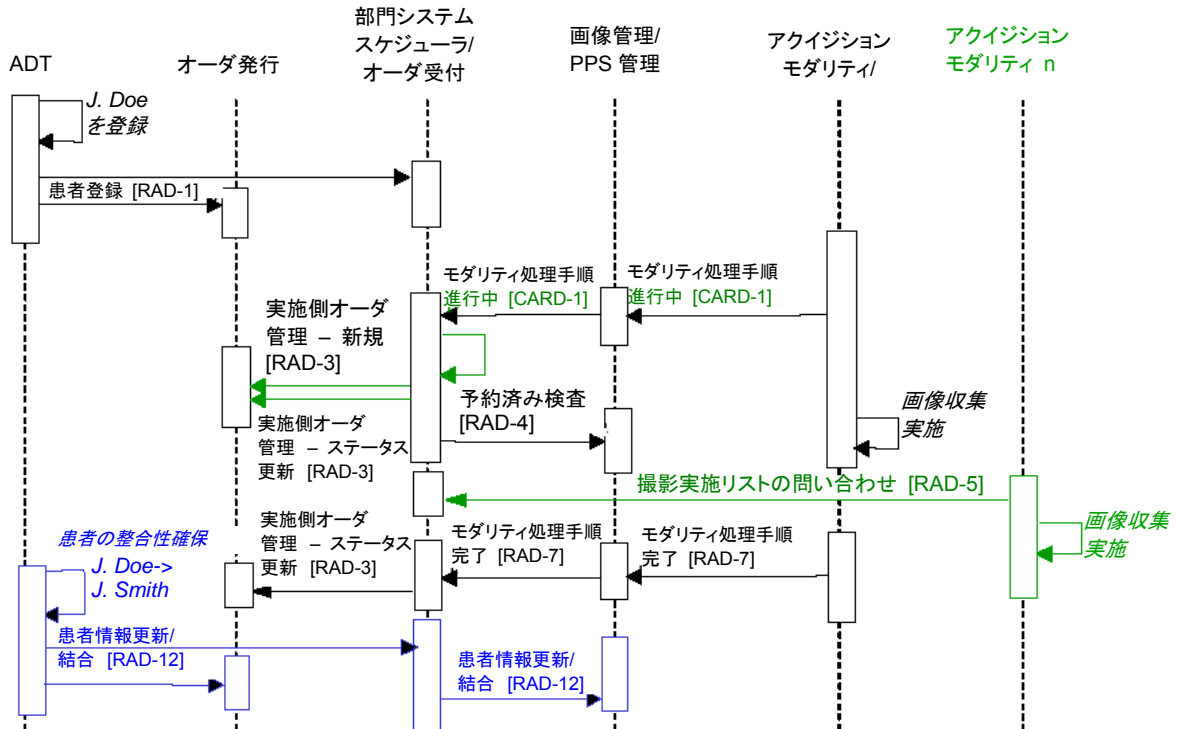 ADT
オーダ発行
部門システム
スケジューラ/
オーダ受付
画像管理/
PPS 管理
アクイジション
モダリティ/
アクイジション
モダリティ n
J. Doe
を登録
患者登録 [RAD-1]
モダリティ処理手順
進行中 [CARD-1]
モダリティ処理手順
進行中 [CARD-1]
実施側オーダ
管理 – 新規
[RAD-3]
予約済み検査
[RAD-4]
画像収集
実施
実施側オーダ
管理 – ステータス
更新 [RAD-3]
撮影実施リストの問い合わせ [RAD-5]
画像収集
実施
実施側オーダ
管理 – ステータス
更新 [RAD-3]
モダリティ処理手順
完了 [RAD-7]
モダリティ処理手順
完了 [RAD-7]
患者の整合性確保
J. Doe->
J. Smith
患者情報更新/
結合 [RAD-12]
患者情報更新/
結合 [RAD-12]